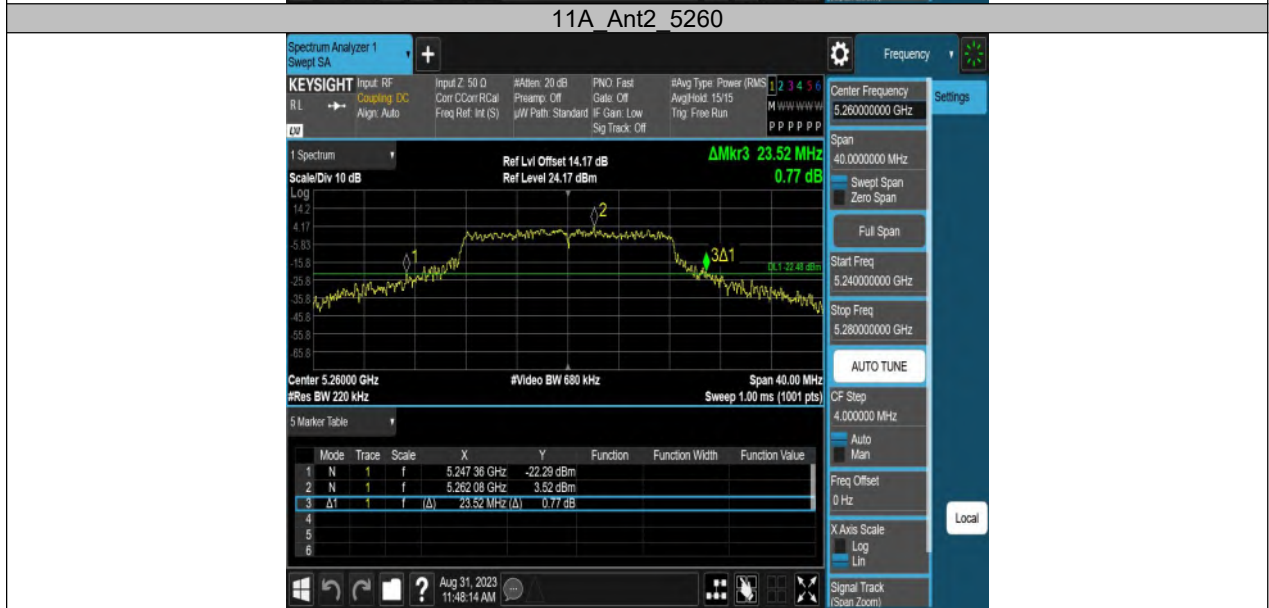 11A_Ant2_5260
Spectrum Analyzer 1
Swept SA
+
Frequency
KEYSIGHT
RL
LXI
Input: RF
Coupling: DC
Align: Auto
Input Z: 50 Ω
Corr CCorr RCal
Freq Ref: Int (S)
#Atten: 20 dB
Preamp: Off
µW Path: Standard
PNO: Fast
Gate: Off
IF Gain: Low
Sig Track: Off
#Avg Type: Power (RMS
Avg|Hold: 15/15
Trig: Free Run
1 2 3 4 5 6
M W W W W W
P P P P P P
1 Spectrum
Scale/Div 10 dB
Ref Lvl Offset 14.17 dB
Ref Level 24.17 dBm
ΔMkr3 23.52 MHz
0.77 dB
Log
14.2
4.17
-5.83
-15.8
-25.8
-35.8
-45.8
-55.8
-65.8
1
2
3Δ1
DL1 -22.48 dBm
Center 5.26000 GHz
#Video BW 680 kHz
Span 40.00 MHz
#Res BW 220 kHz
Sweep 1.00 ms (1001 pts)
5 Marker Table
Mode Trace Scale X Y Function Function Width Function Value
1 N 1 f 5.247 36 GHz -22.29 dBm
2 N 1 f 5.262 08 GHz 3.52 dBm
3 Δ1 1 f (Δ) 23.52 MHz (Δ) 0.77 dB
4
5
6
?
Aug 31, 2023
11:48:14 AM
Center Frequency
5.260000000 GHz
Span
40.0000000 MHz
Swept Span
Zero Span
Full Span
Start Freq
5.240000000 GHz
Stop Freq
5.280000000 GHz
AUTO TUNE
CF Step
4.000000 MHz
Auto
Man
Freq Offset
0 Hz
X Axis Scale
Log
Lin
Signal Track
(Span Zoom)
Settings
Local